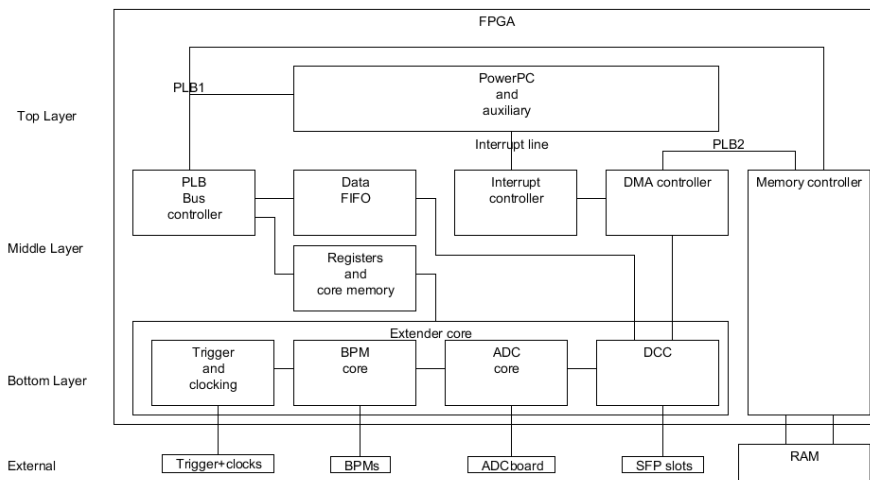 FPGA
PLB1
PowerPC
and
auxiliary
Top Layer
Interrupt line
PLB2
PLB
Bus
controller
Data
FIFO
Interrupt
controller
DMA controller
Memory controller
Middle Layer
Registers
and
core memory
Extender core
Trigger
and
clocking
BPM
core
ADC
core
DCC
Bottom Layer
External
Trigger+clocks
BPMs
ADCboard
SFP slots
RAM